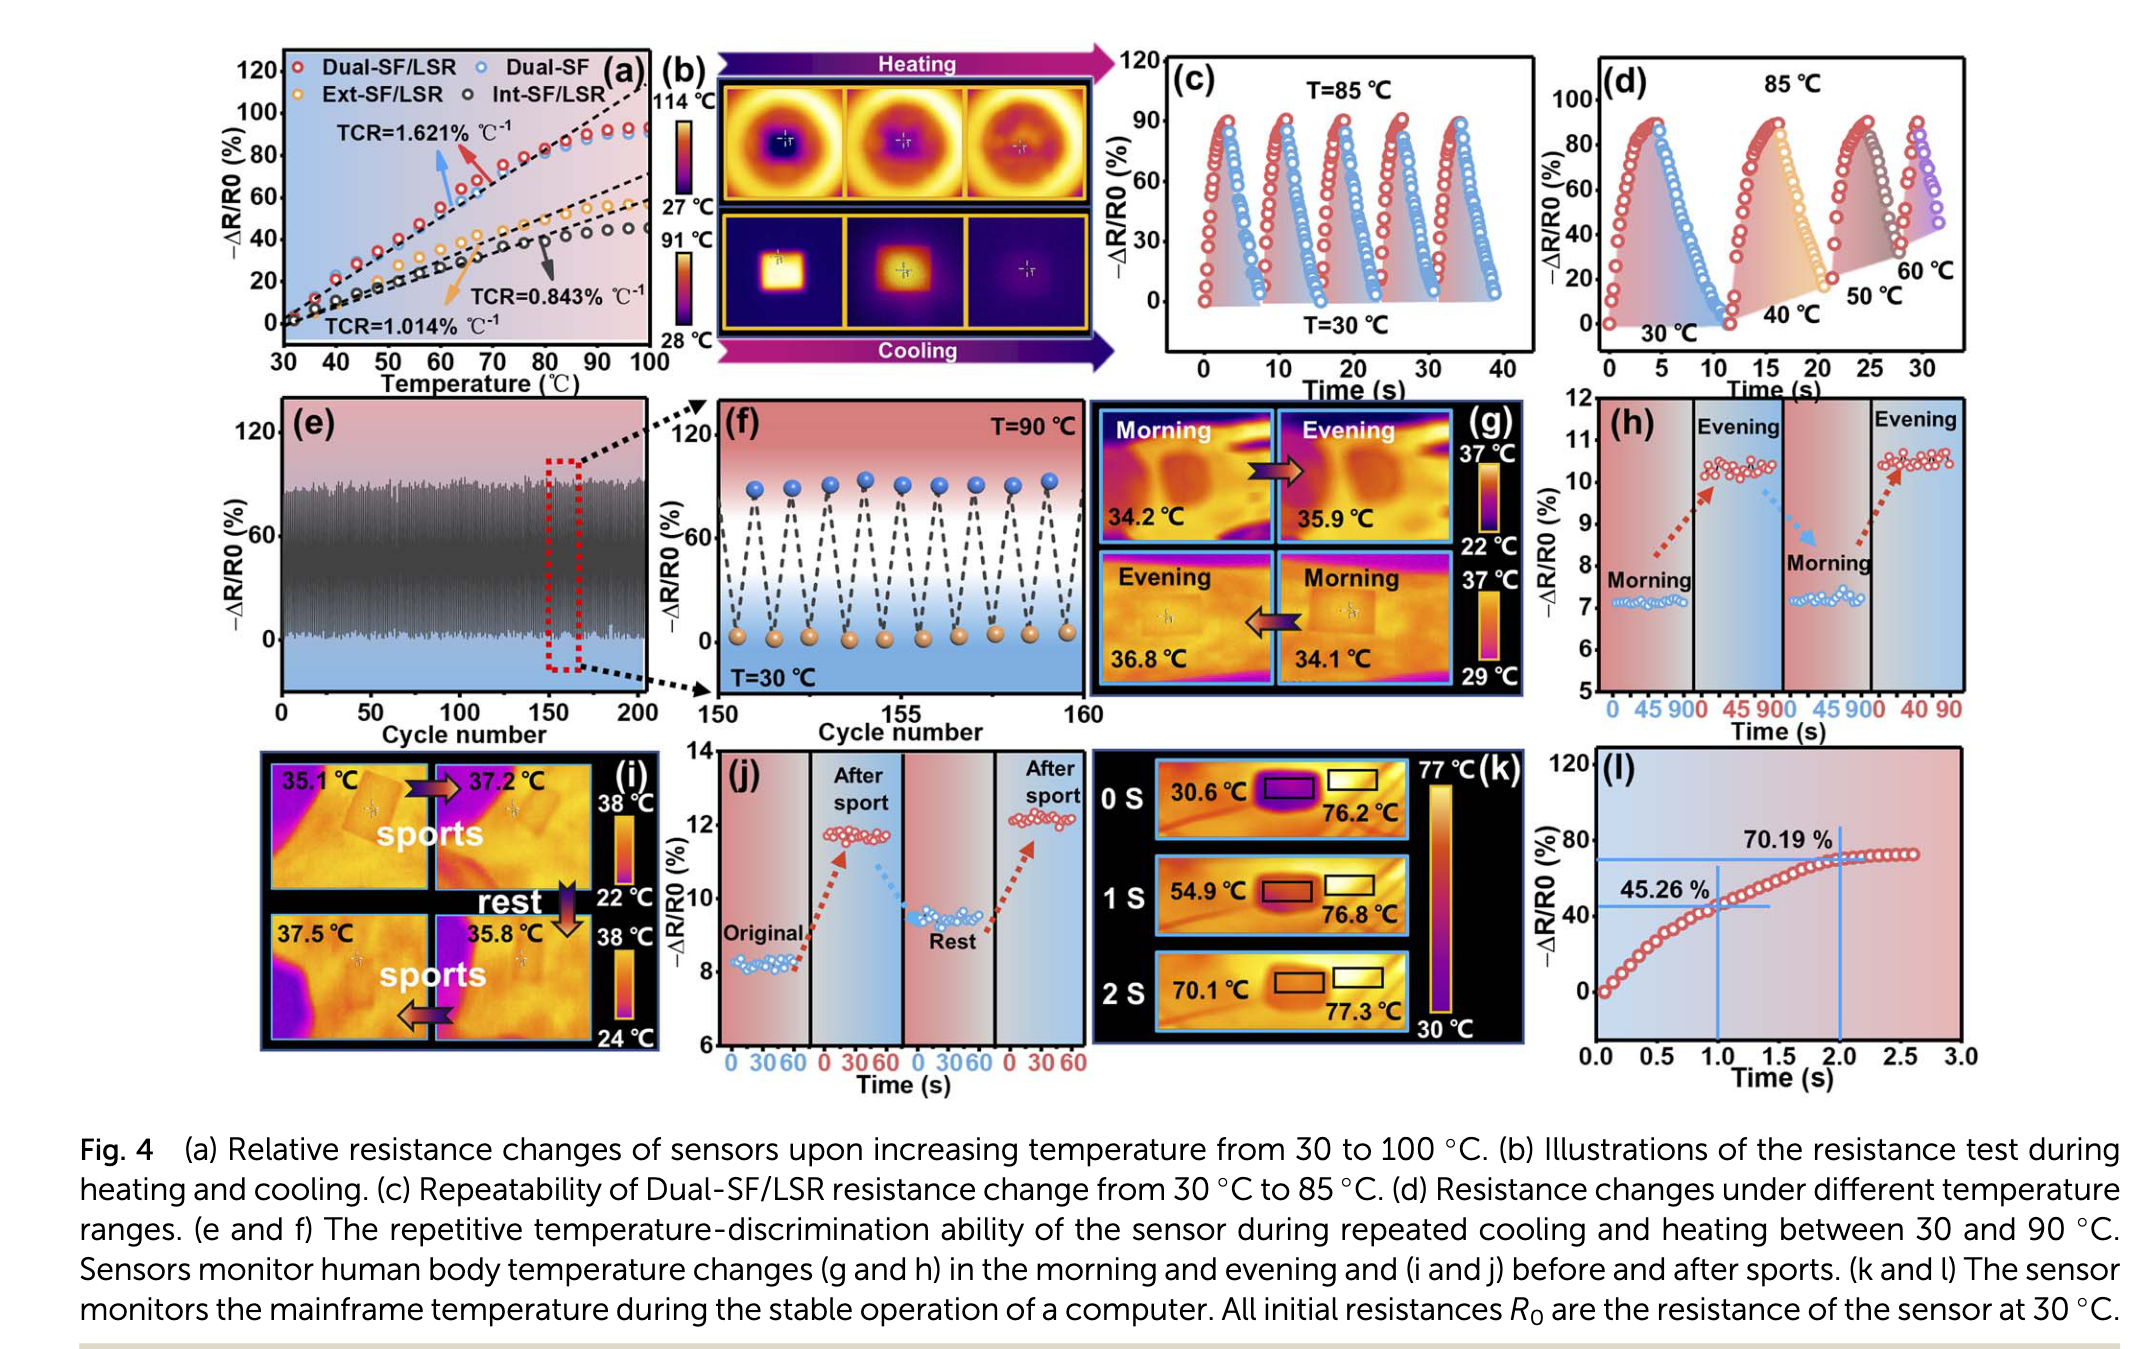 (a)
Dual-SF/LSR Dual-SF
Ext-SF/LSR Int-SF/LSR
TCR=1.621% ℃-1
TCR=0.843% ℃-1
TCR=1.014% ℃-1
−ΔR/R0 (%)
120
100
80
60
40
20
0
30 40 50 60 70 80 90 100
Temperature (℃)
(b)
Heating
114 ℃
27 ℃
91 ℃
28 ℃
Cooling
(c)
T=85 ℃
T=30 ℃
−ΔR/R0 (%)
120
90
60
30
0
0 10 20 30 40
Time (s)
(d)
85 ℃
30 ℃
40 ℃
50 ℃
60 ℃
−ΔR/R0 (%)
100
80
60
40
20
0
0 5 10 15 20 25 30
Time (s)
(e)
−ΔR/R0 (%)
120
60
0
0 50 100 150 200
Cycle number
(f)
T=90 ℃
T=30 ℃
−ΔR/R0 (%)
120
60
0
150 155 160
Cycle number
(g)
Morning Evening
34.2 ℃ 35.9 ℃
37 ℃
22 ℃
Evening Morning
36.8 ℃ 34.1 ℃
37 ℃
29 ℃
(h)
Evening
Evening
Morning
Morning
−ΔR/R0 (%)
12
11
10
9
8
7
6
5
0 45 90 0 45 90 0 45 90 0 40 90
Time (s)
(i)
35.1 ℃ 37.2 ℃
sports
38 ℃
22 ℃
rest
37.5 ℃ 35.8 ℃
sports
38 ℃
24 ℃
(j)
After
sport
After
sport
Original
Rest
−ΔR/R0 (%)
14
12
10
8
6
0 30 60 0 30 60 0 30 60 0 30 60
Time (s)
(k)
0 S 30.6 ℃ 76.2 ℃
1 S 54.9 ℃ 76.8 ℃
2 S 70.1 ℃ 77.3 ℃
77 ℃
30 ℃
(l)
70.19 %
45.26 %
−ΔR/R0 (%)
120
80
40
0
0.0 0.5 1.0 1.5 2.0 2.5 3.0
Time (s)
Fig. 4 (a) Relative resistance changes of sensors upon increasing temperature from 30 to 100 °C. (b) Illustrations of the resistance test during
heating and cooling. (c) Repeatability of Dual-SF/LSR resistance change from 30 °C to 85 °C. (d) Resistance changes under different temperature
ranges. (e and f) The repetitive temperature-discrimination ability of the sensor during repeated cooling and heating between 30 and 90 °C.
Sensors monitor human body temperature changes (g and h) in the morning and evening and (i and j) before and after sports. (k and l) The sensor
monitors the mainframe temperature during the stable operation of a computer. All initial resistances R0 are the resistance of the sensor at 30 °C.